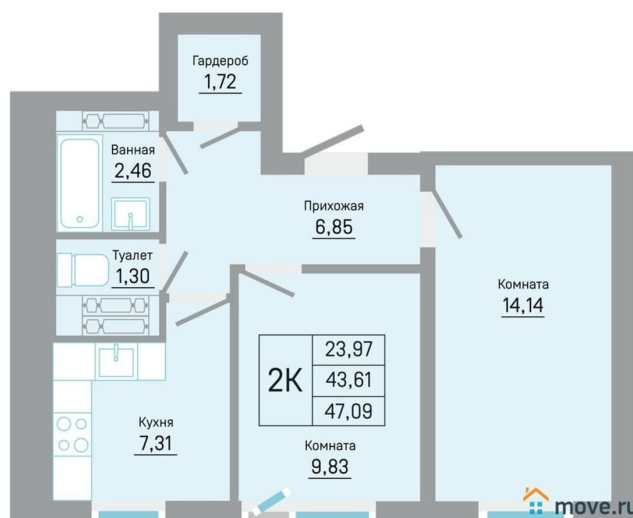 Гардероб
1,72
Ванная
2,46
Прихожая
6,85
Туалет
1,30
Комната
14,14
2К
23,97
43,61
47,09
Кухня
7,31
Комната
9,83
move.ru